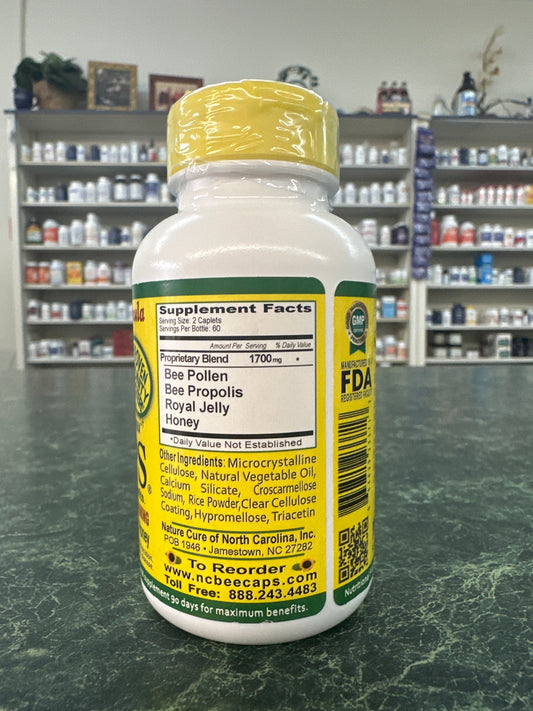 Supplement Facts
Serving Size: 2 Caplets
Servings Per Bottle: 60
Amount Per Serving % Daily Value
Proprietary Blend 1700mg *
Bee Pollen
Bee Propolis
Royal Jelly
Honey
*Daily Value Not Established
Other Ingredients: Microcrystalline
Cellulose, Natural Vegetable Oil,
Calcium Silicate, Croscarmellose
Sodium, Rice Powder, Clear Cellulose
Coating, Hypromellose, Triacetin
Nature Cure of North Carolina, Inc.
POB 1946 • Jamestown, NC 27282
To Reorder
www.ncbeecaps.com
Toll Free: 888.243.4483
supplement 90 days for maximum benefits.
GMP
MANUFACTURED
FDA
REGISTERED
Nutritional